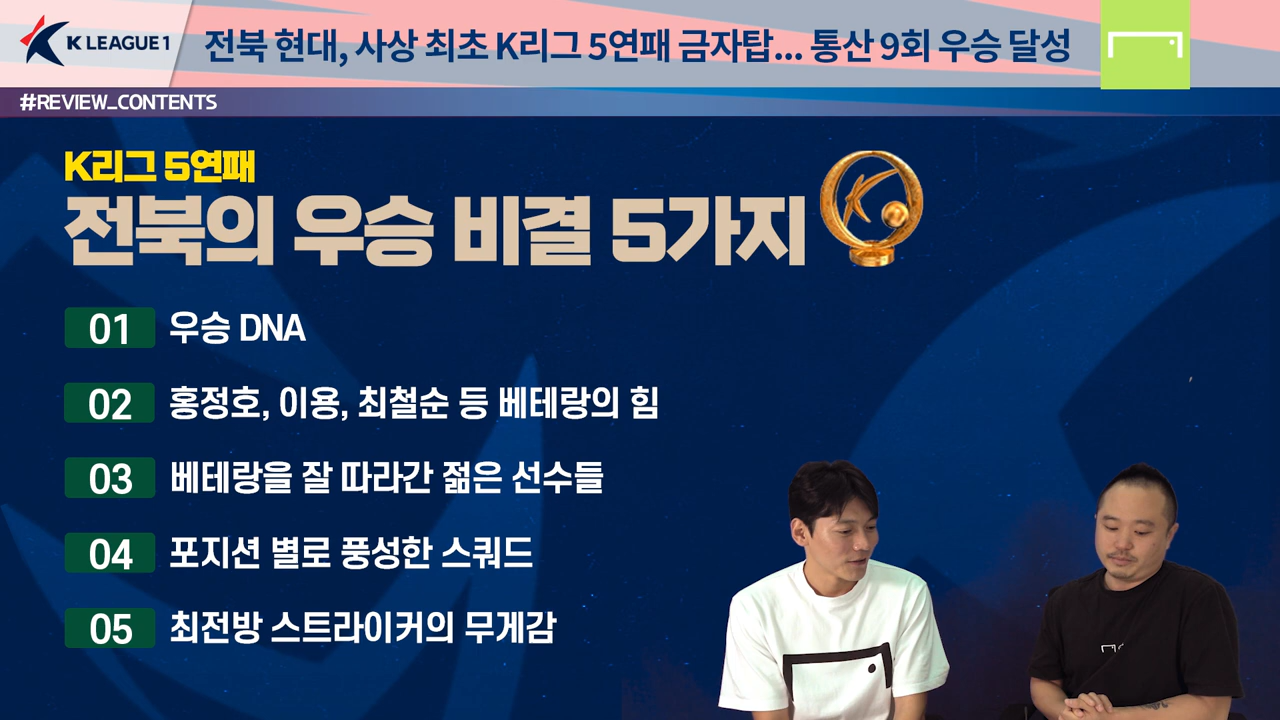 K LEAGUE 1
전북 현대, 사상 최초 K리그 5연패 금자탑... 통산 9회 우승 달성
#REVIEW_CONTENTS
K리그 5연패
전북의 우승 비결 5가지
01 우승 DNA
02 홍정호, 이용, 최철순 등 베테랑의 힘
03 베테랑을 잘 따라간 젊은 선수들
04 포지션 별로 풍성한 스쿼드
05 최전방 스트라이커의 무게감